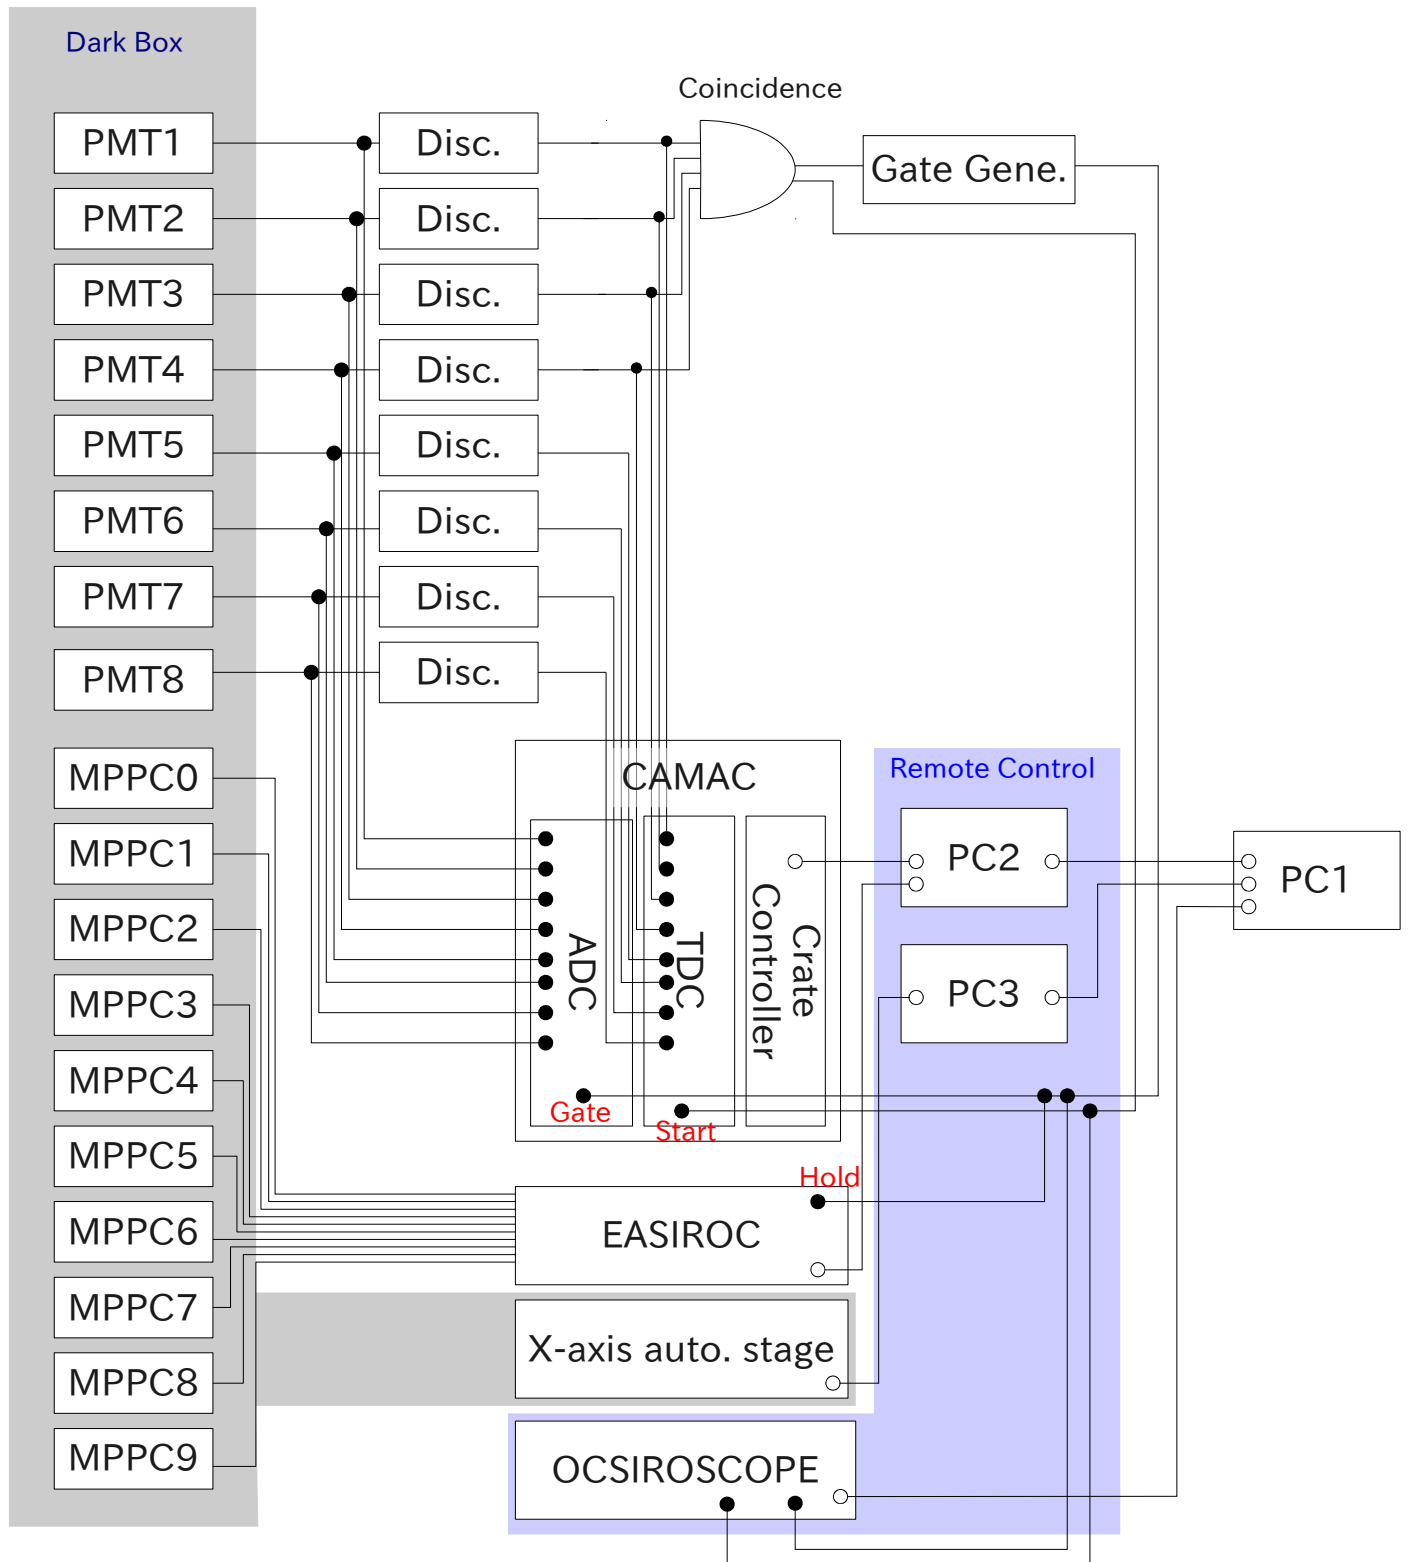 Dark Box
Coincidence
PMT1
Disc.
Gate Gene.
PMT2
Disc.
PMT3
Disc.
PMT4
Disc.
PMT5
Disc.
PMT6
Disc.
PMT7
Disc.
PMT8
Disc.
CAMAC
ADC
TDC
Crate
Controller
Gate
Start
Remote Control
PC2
PC3
PC1
MPPC0
MPPC1
MPPC2
MPPC3
MPPC4
MPPC5
MPPC6
MPPC7
MPPC8
MPPC9
Hold
EASIROC
X-axis auto. stage
OCSIROSCOPE